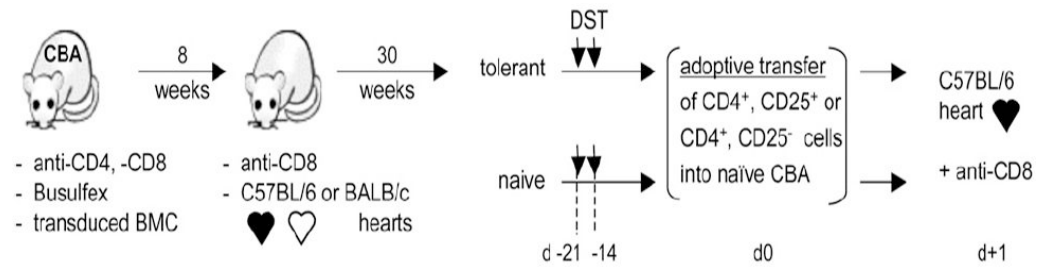 CBA
8
weeks
30
weeks
DST
tolerant
naive
adoptive transfer
of CD4+, CD25+ or
CD4+, CD25- cells
into naïve CBA
C57BL/6
heart
+ anti-CD8
- anti-CD4, -CD8
- Busulfex
- transduced BMC
- anti-CD8
- C57BL/6 or BALB/c
hearts
d -21 -14
d0
d+1